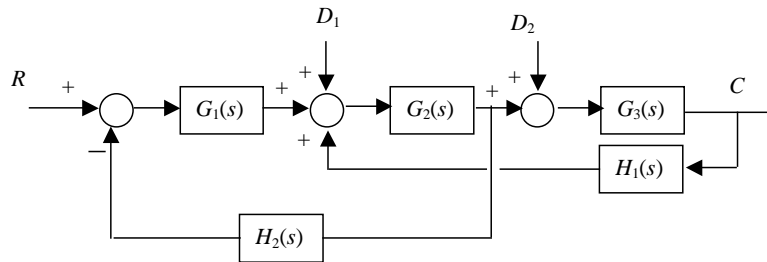 D1 D2
R + + + + + C
G1(s) G2(s) G3(s)
− + H1(s)
H2(s)